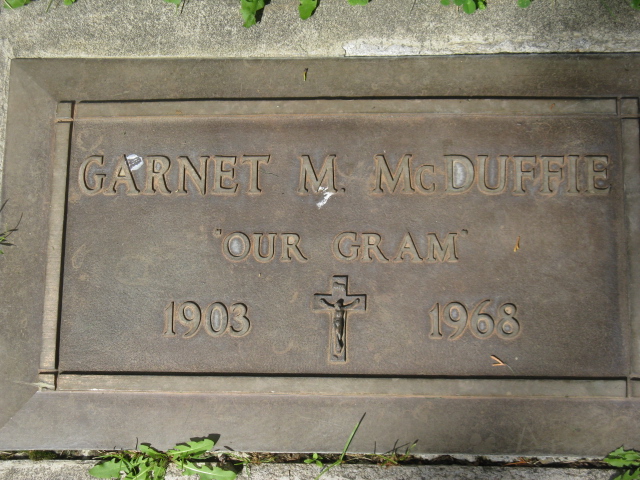 GARNET M. McDUFFIE
"OUR GRAM"
1903 1968